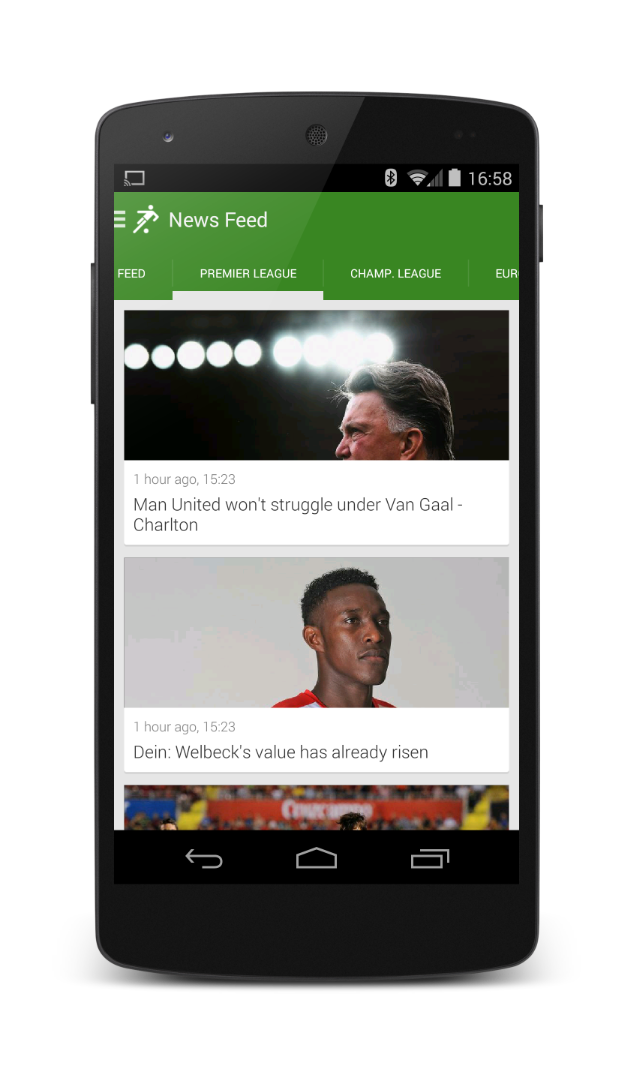 16:58
News Feed
FEED PREMIER LEAGUE CHAMP. LEAGUE EUR
1 hour ago, 15:23
Man United won't struggle under Van Gaal -
Charlton
1 hour ago, 15:23
Dein: Welbeck's value has already risen
Cruzcampo